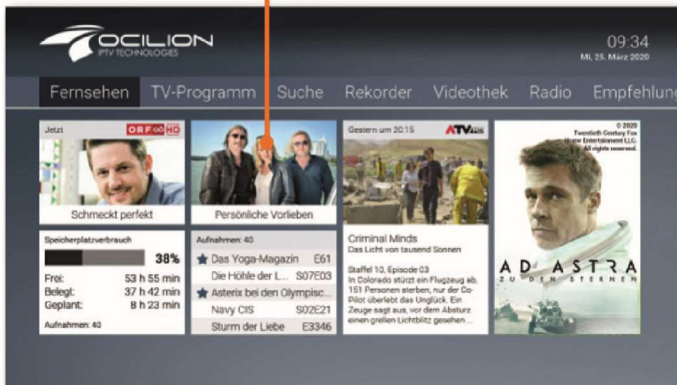 OCILION
IPTV TECHNOLOGIES
09:34
Mi, 25. März 2020
Fernsehen TV-Programm Suche Rekorder Videothek Radio Empfehlung
Jetzt ORF HD
Schmeckt perfekt
Persönliche Vorlieben
Gestern um 20:15 ATV
© 2020
Twentieth Century Fox
Home Entertainment LLC.
All rights reserved.
Speicherplatzverbrauch
38%
Frei: 53 h 55 min
Belegt: 37 h 42 min
Geplant: 8 h 23 min
Aufnahmen: 40
Aufnahmen: 40
Das Yoga-Magazin E61
Die Höhle der L... S07E03
Asterix bei den Olympisc...
Navy CIS S02E21
Sturm der Liebe E3346
Criminal Minds
Das Licht von tausend Sonnen
Staffel 10, Episode 03
In Colorado stürzt ein Flugzeug ab,
151 Personen sterben, nur der Co-
Pilot überlebt das Unglück. Ein
Zeuge sagt aus, vor dem Absturz
einen grellen Lichtblitz gesehen ...
AD ASTRA
ZU DEN STERNEN